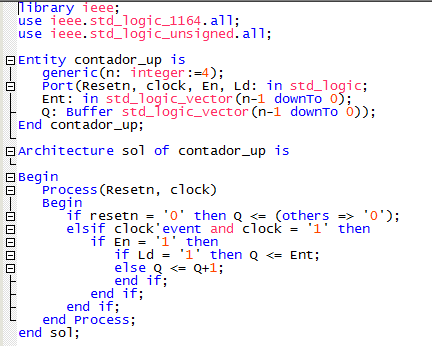 library ieee;
use ieee.std_logic_1164.all;
use ieee.std_logic_unsigned.all;
Entity contador_up is
generic(n: integer:=4);
Port(Resetn, clock, En, Ld: in std_logic;
Ent: in std_logic_vector(n-1 downTo 0);
Q: Buffer std_logic_vector(n-1 downTo 0));
End contador_up;
Architecture sol of contador_up is
Begin
Process(Resetn, clock)
Begin
if resetn = '0' then Q <= (others => '0');
elsif clock'event and clock = '1' then
if En = '1' then
if Ld = '1' then Q <= Ent;
else Q <= Q+1;
end if;
end if;
end if;
end Process;
end sol;